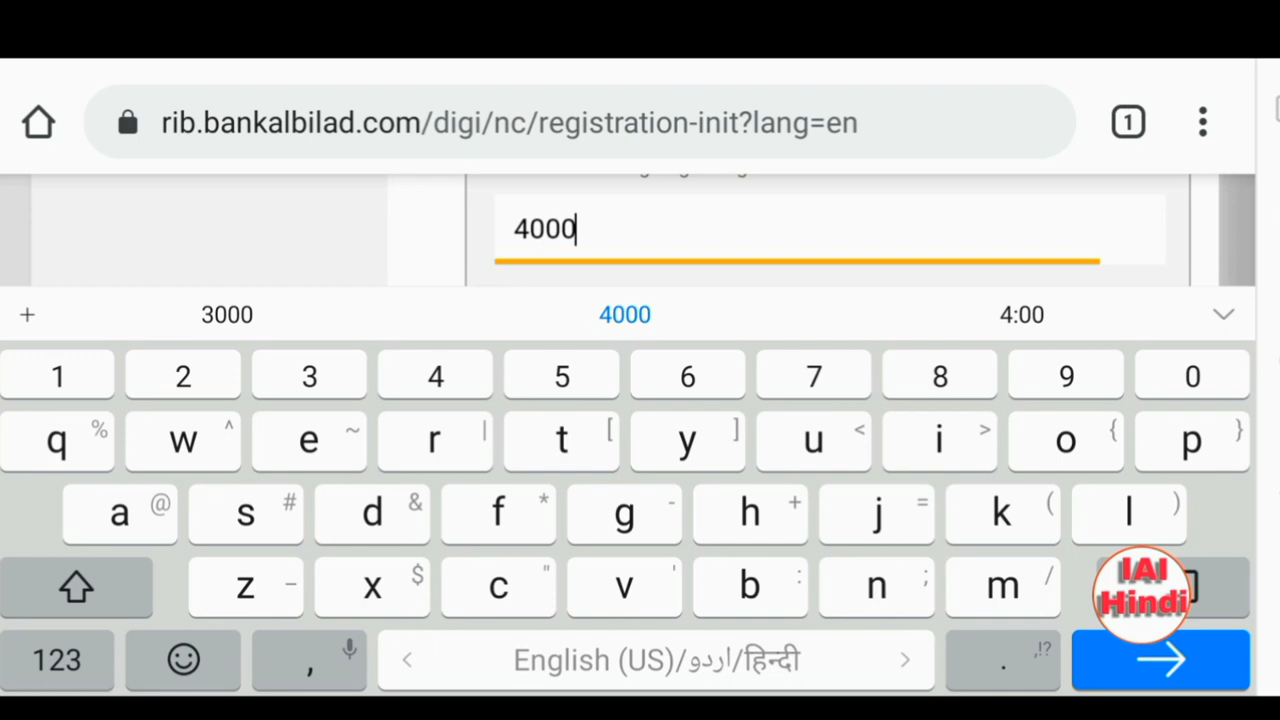 rib.bankalbilad.com/digi/nc/registration-init?lang=en
1
4000
+ 3000 4000 4:00
1 2 3 4 5 6 7 8 9 0
q % w ^ e ~ r | t [ y ] u < i > o { p }
a @ s # d & f * g - h + j = k ( l )
z _ x $ c " v ' b : n ; m /
IAI
Hindi
123 , < English (US)/اردو/हिन्दी > . ,!?